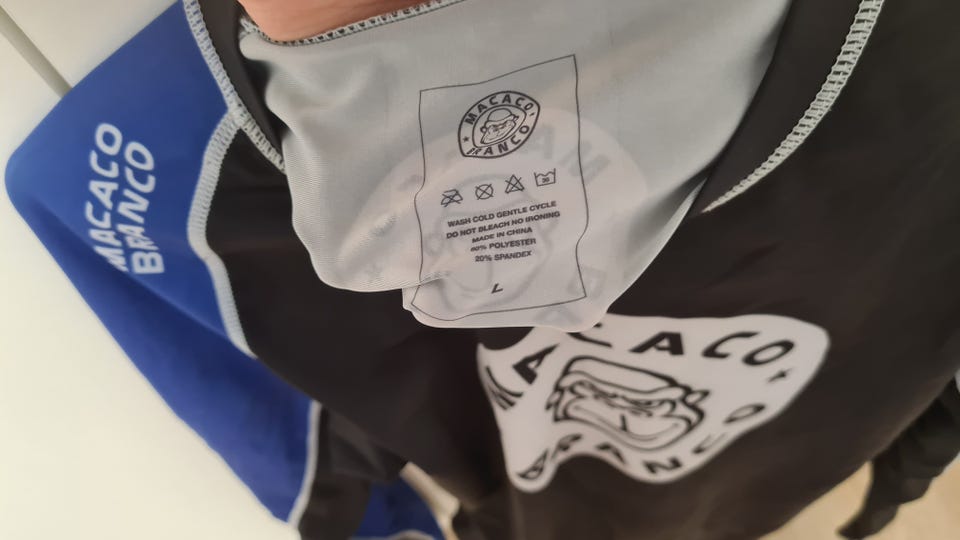 MACACO
BRANCO
MACACO
BRANCO
30
WASH COLD GENTLE CYCLE
DO NOT BLEACH NO IRONING
MADE IN CHINA
80% POLYESTER
20% SPANDEX
L
MACACO
BRANCO